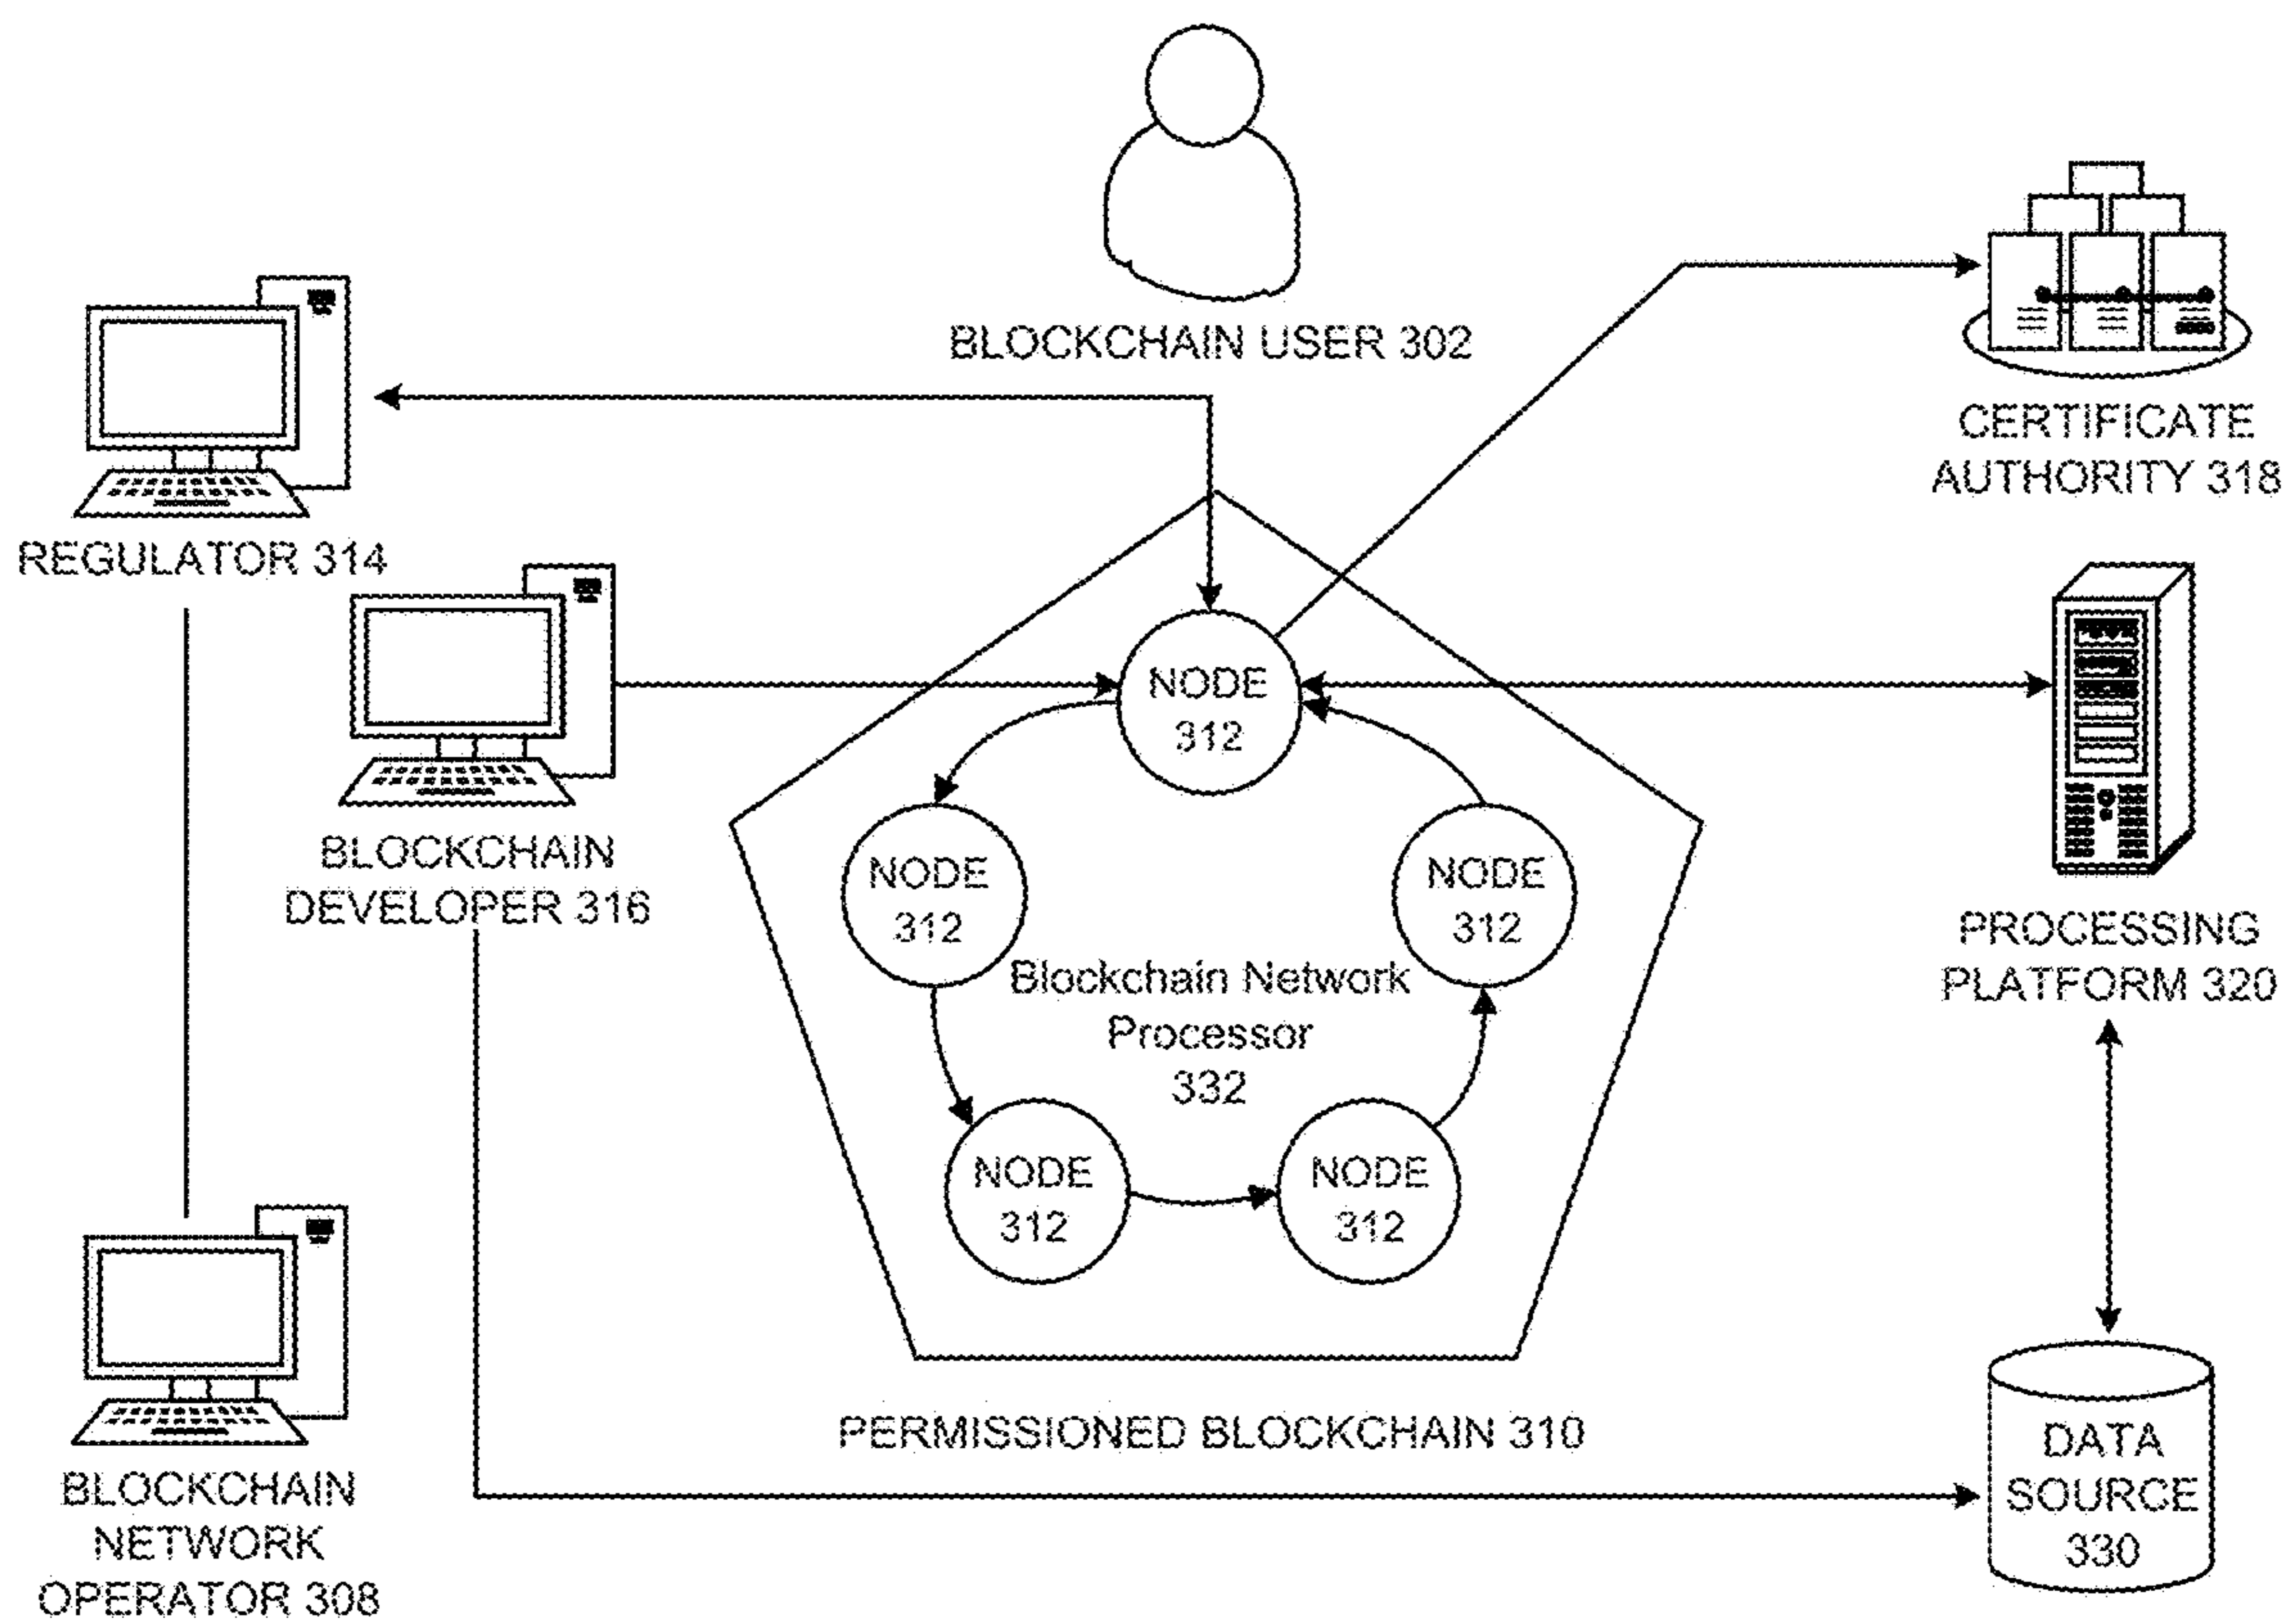 BLOCKCHAIN USER 302
CERTIFICATE
AUTHORITY 318
REGULATOR 314
NODE
312
BLOCKCHAIN
DEVELOPER 316
NODE
312
NODE
312
PROCESSING
PLATFORM 320
Blockchain Network
Processor
332
NODE
312
NODE
312
PERMISSIONED BLOCKCHAIN 310
BLOCKCHAIN
NETWORK
OPERATOR 308
DATA
SOURCE
330